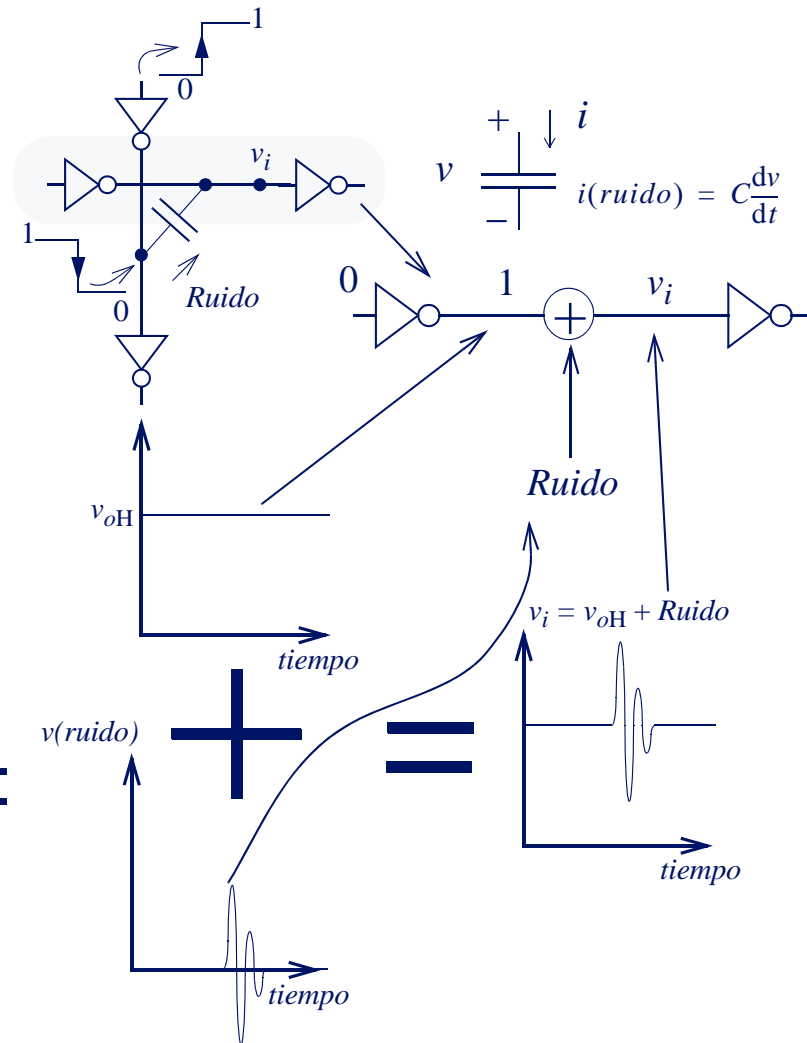 1
0
+ i
v_i
v
i(ruido) = C dv/dt
−
1
0
Ruido
0 1 v_i
+
Ruido
v_oH
v_i = v_oH + Ruido
tiempo
v(ruido)
+
=
=
tiempo
tiempo